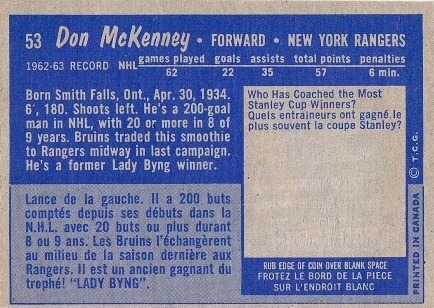 53 Don McKenney • FORWARD • NEW YORK RANGERS
1962-63 RECORD NHL games played goals assists total points penalties
62 22 35 57 6 min.
Born Smith Falls, Ont., Apr. 30, 1934.
6', 180. Shoots left. He's a 200-goal
man in NHL, with 20 or more in 8 of
9 years. Bruins traded this smoothie
to Rangers midway in last campaign.
He's a former Lady Byng winner.
Lance de la gauche. Il a 200 buts
comptés depuis ses débuts dans la
N.H.L. avec 20 buts ou plus durant
8 ou 9 ans. Les Bruins l'échangèrent
au milieu de la saison dernière aux
Rangers. Il est un ancien gagnant du
trophé! "LADY BYNG".
Who Has Coached the Most
Stanley Cup Winners?
Quels entraineurs ont gagné.le
plus souvent la coupe Stanley?
RUB EDGE OF COIN OVER BLANK SPACE
FROTEZ LE BORD DE LA PIECE
SUR L'ENDROIT BLANC
PRINTED IN CANADA © T.C.G.